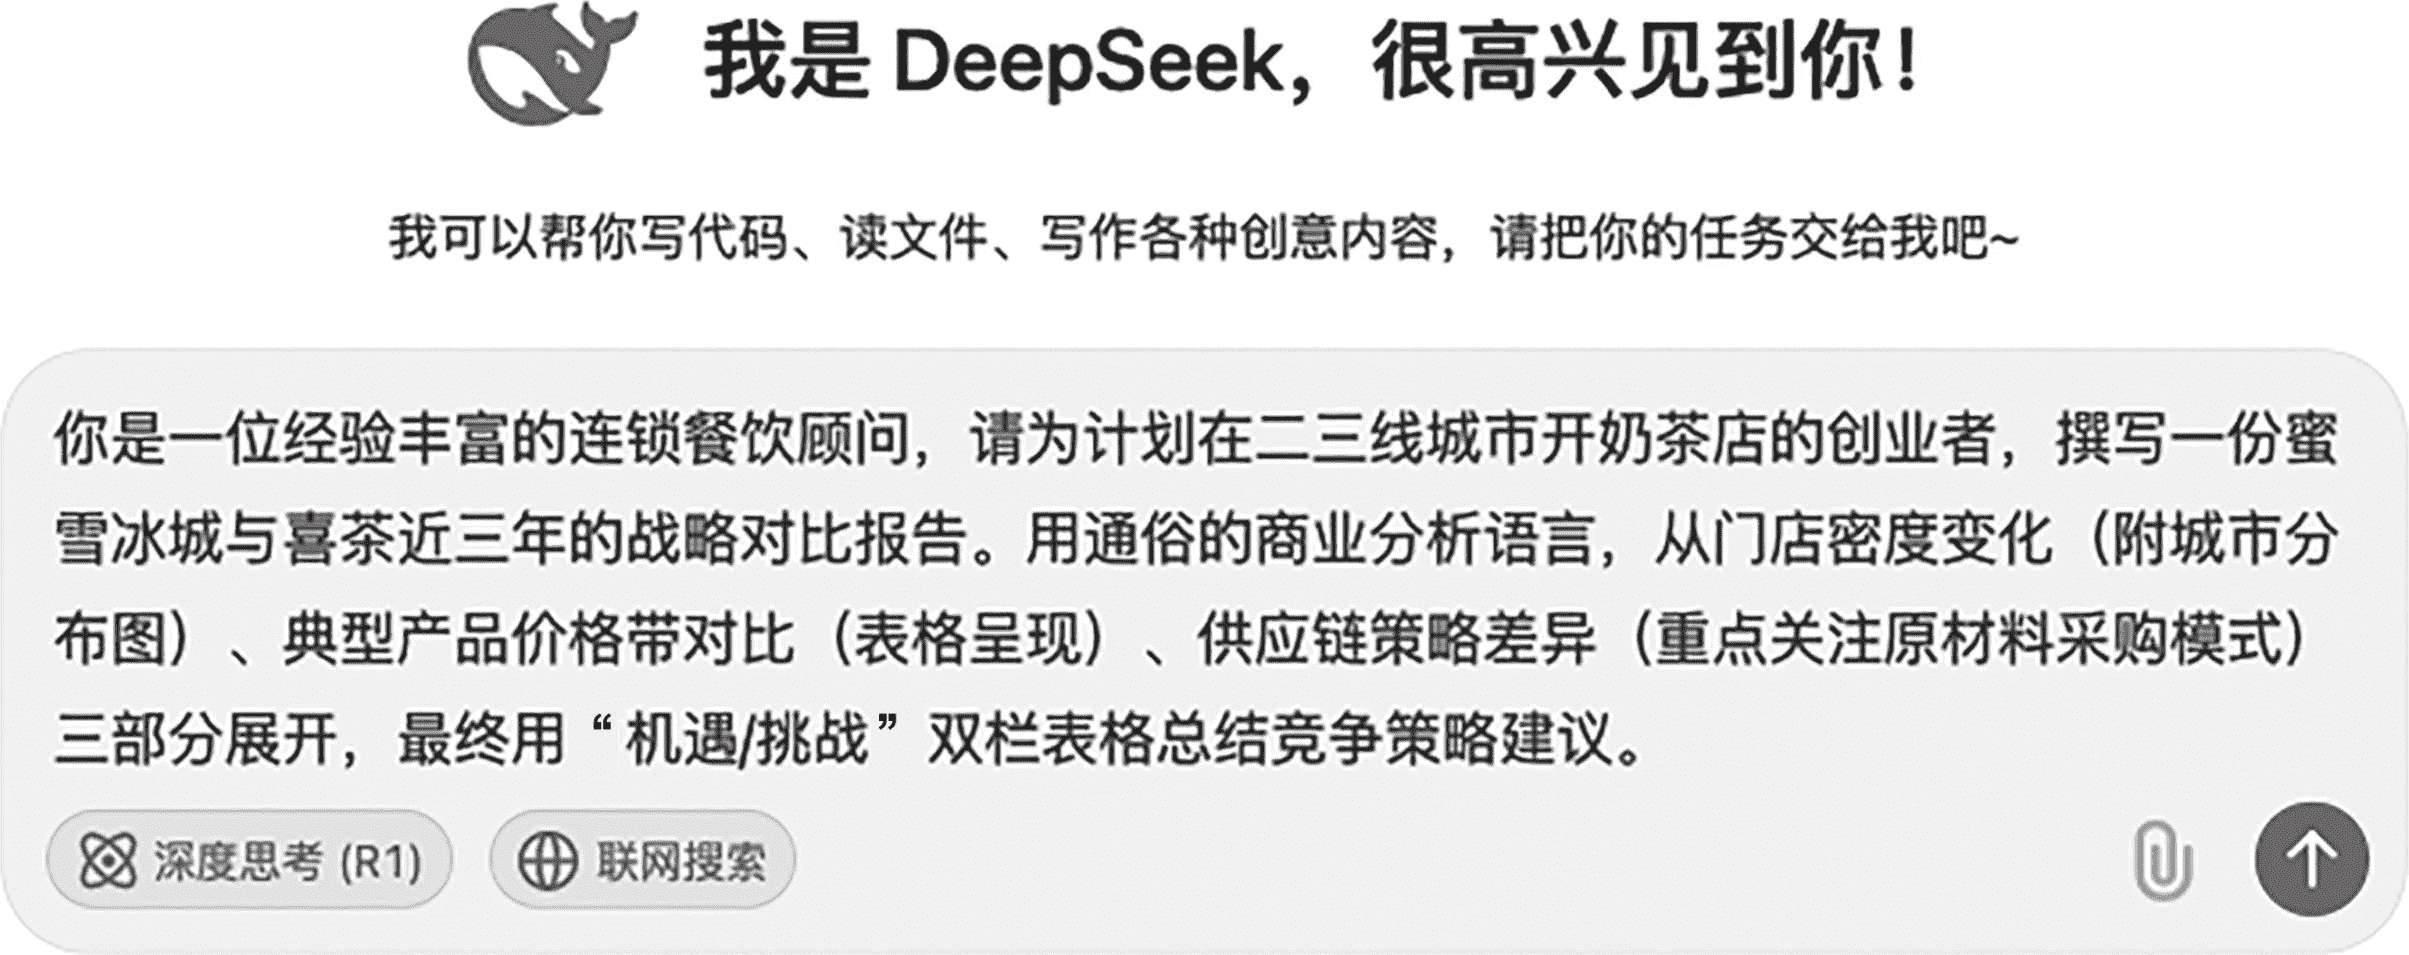 我是 DeepSeek，很高兴见到你！
我可以帮你写代码、读文件、写作各种创意内容，请把你的任务交给我吧~
你是一位经验丰富的连锁餐饮顾问，请为计划在二三线城市开奶茶店的创业者，撰写一份蜜
雪冰城与喜茶近三年的战略对比报告。用通俗的商业分析语言，从门店密度变化（附城市分
布图）、典型产品价格带对比（表格呈现）、供应链策略差异（重点关注原材料采购模式）
三部分展开，最终用“机遇/挑战”双栏表格总结竞争策略建议。
深度思考 (R1) 联网搜索